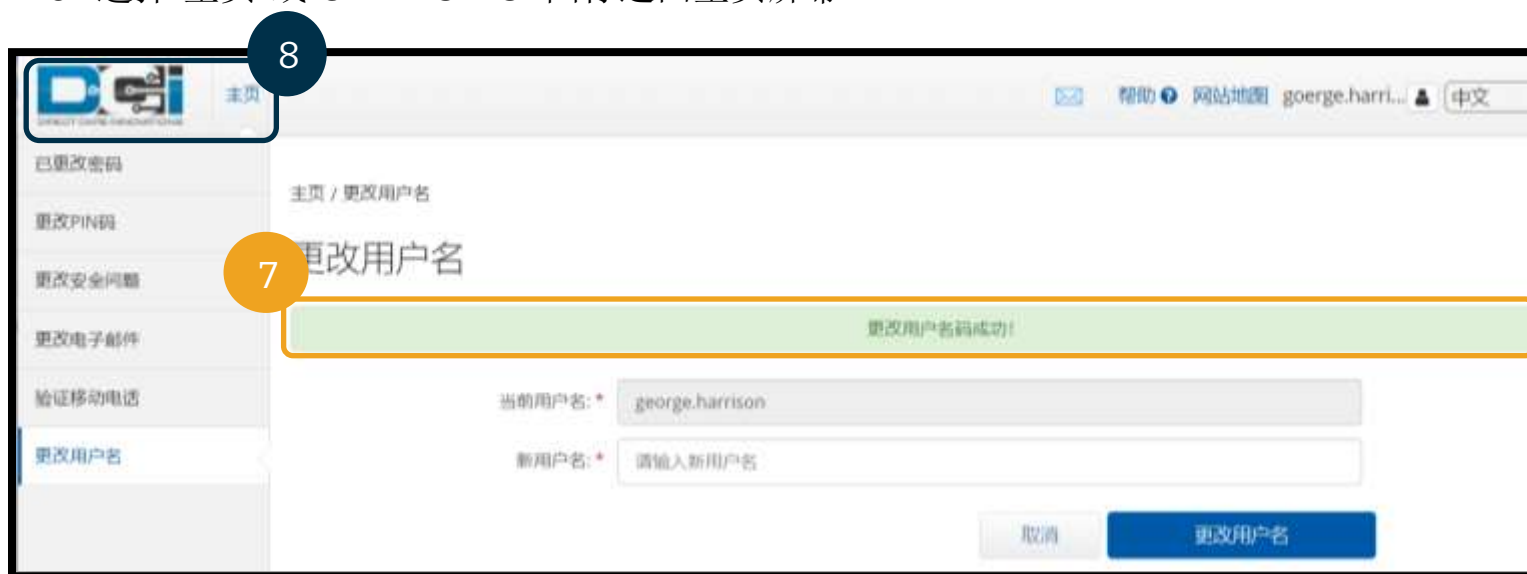 8
主页
帮助 网站地图 goerge.harri... 中文
已更改密码
更改PIN码
更改安全问题
更改电子邮件
验证移动电话
更改用户名
主页 / 更改用户名
7
更改用户名
更改用户名码成功!
当前用户名: * george.harrison
新用户名: * 请输入新用户名
取消 更改用户名